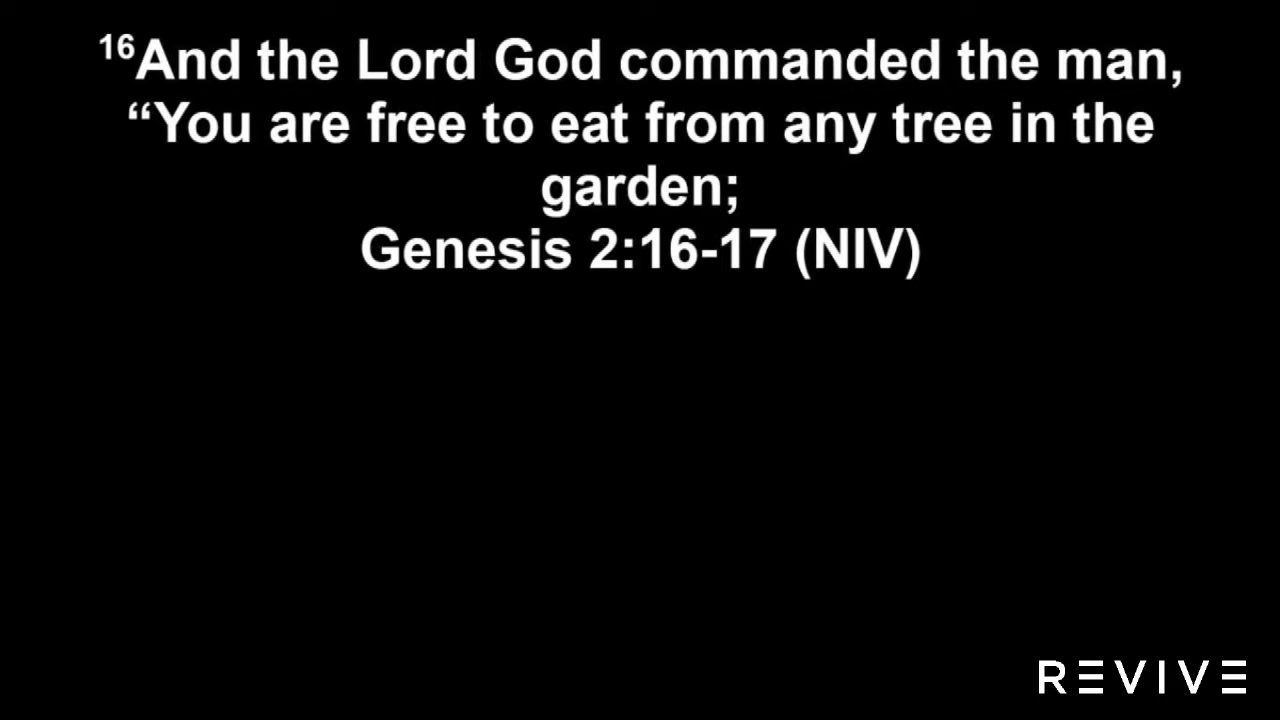 16And the Lord God commanded the man,
“You are free to eat from any tree in the
garden;
Genesis 2:16-17 (NIV)
REVIVE